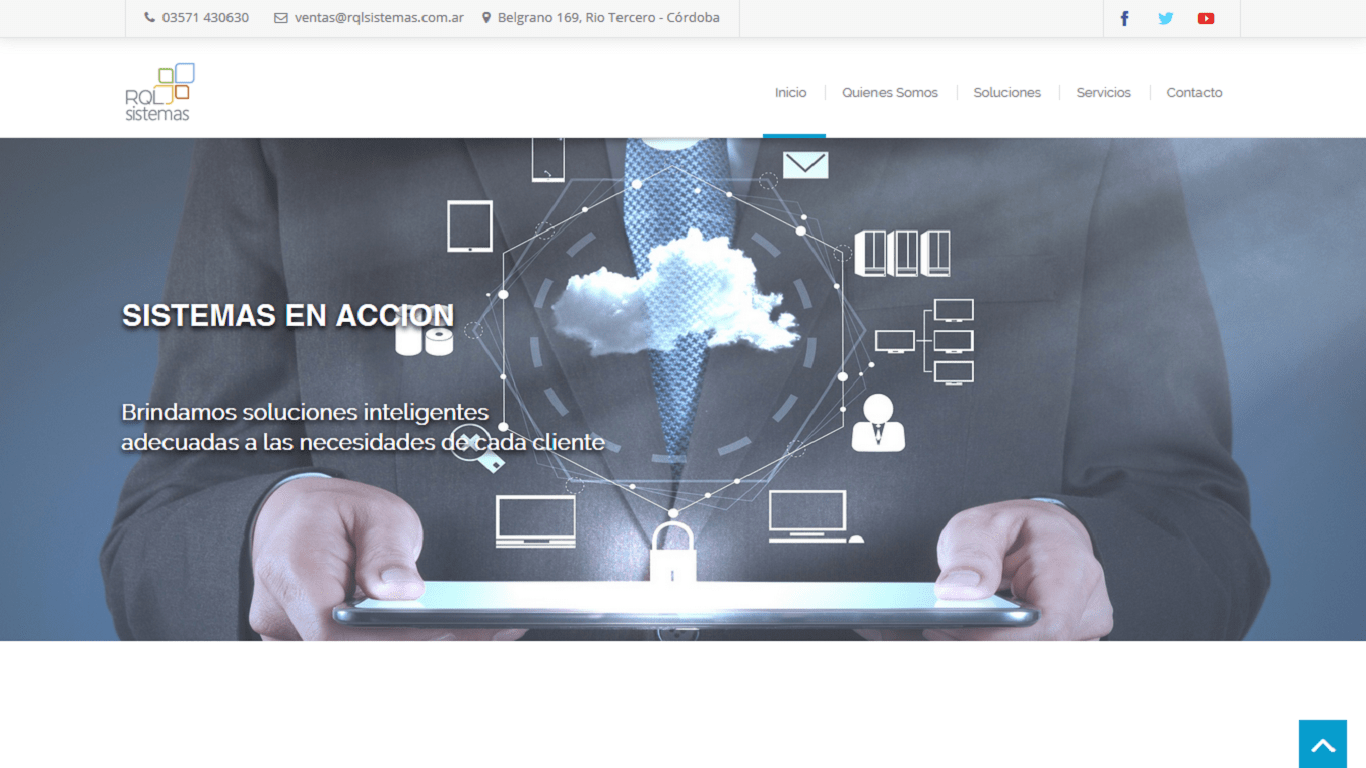 03571 430630
ventas@rqlsistemas.com.ar
Belgrano 169, Rio Tercero - Córdoba
RQL
sistemas
Inicio
Quienes Somos
Soluciones
Servicios
Contacto
SISTEMAS EN ACCION
Brindamos soluciones inteligentes
adecuadas a las necesidades de cada cliente